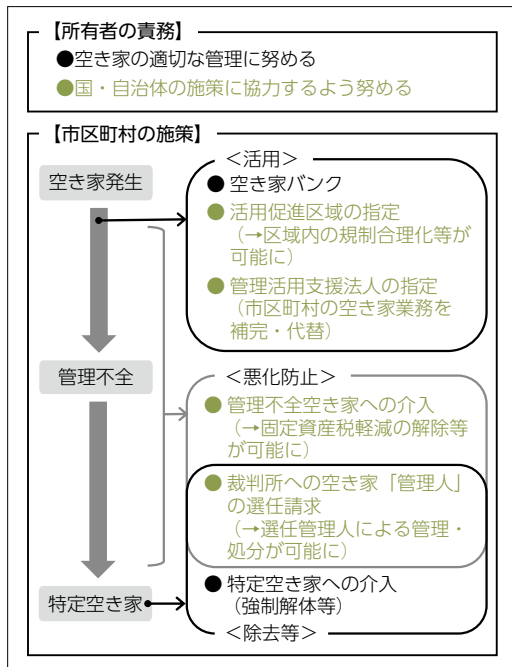 【所有者の責務】
●空き家の適切な管理に努める
●国・自治体の施策に協力するよう努める
【市区町村の施策】
空き家発生
＜活用＞
● 空き家バンク
● 活用促進区域の指定
（→区域内の規制合理化等が
可能に）
● 管理活用支援法人の指定
（市区町村の空き家業務を
補完・代替）
管理不全
＜悪化防止＞
● 管理不全空き家への介入
（→固定資産税軽減の解除等
が可能に）
● 裁判所への空き家「管理人」
の選任請求
（→選任管理人による管理・
処分が可能に）
特定空き家
● 特定空き家への介入
（強制解体等）
＜除去等＞